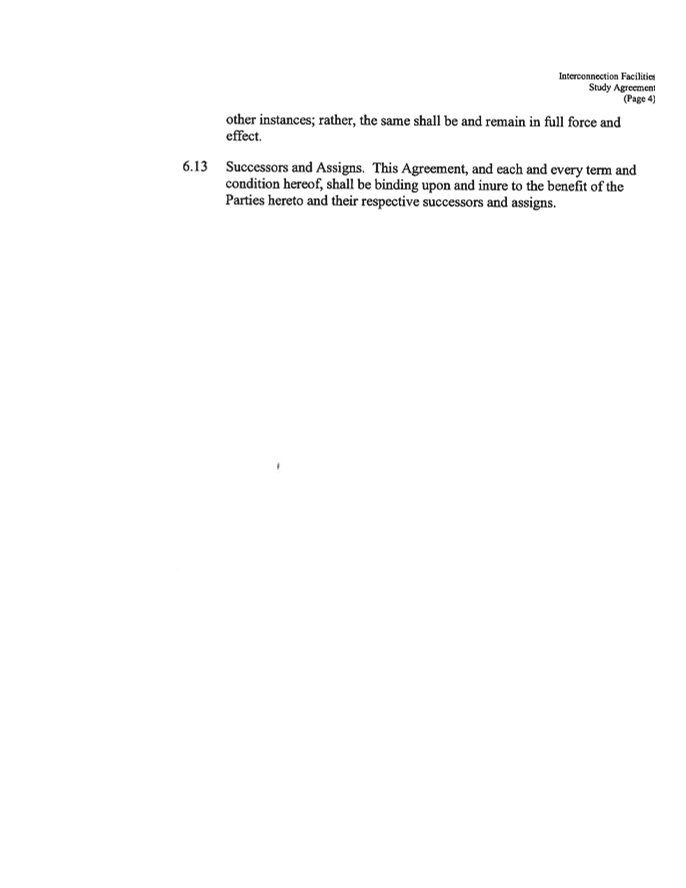 Interconnection Facilities
Study Agreement
(Page 4)
other instances; rather, the same shall be and remain in full force and
effect.
6.13 Successors and Assigns. This Agreement, and each and every term and
condition hereof, shall be binding upon and inure to the benefit of the
Parties hereto and their respective successors and assigns.